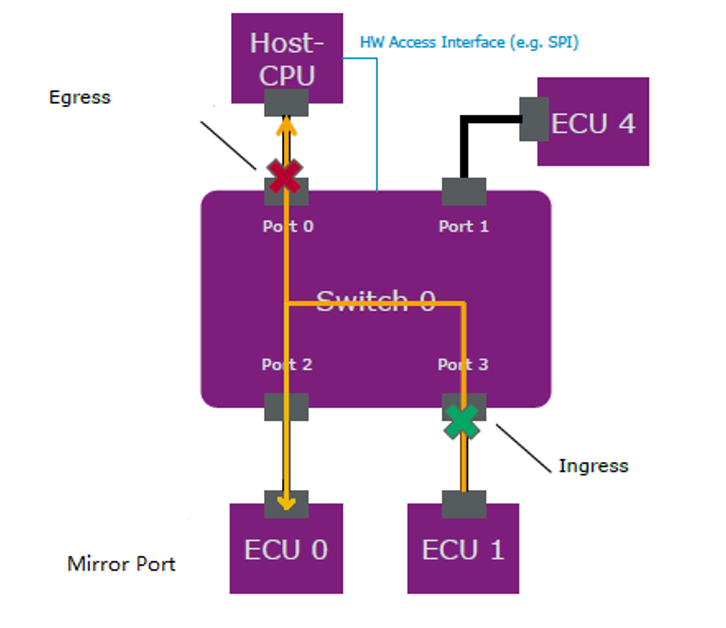 Host-
CPU
HW Access Interface (e.g. SPI)
Egress
ECU 4
Port 0
Port 1
Switch 0
Port 2
Port 3
Ingress
ECU 0
ECU 1
Mirror Port